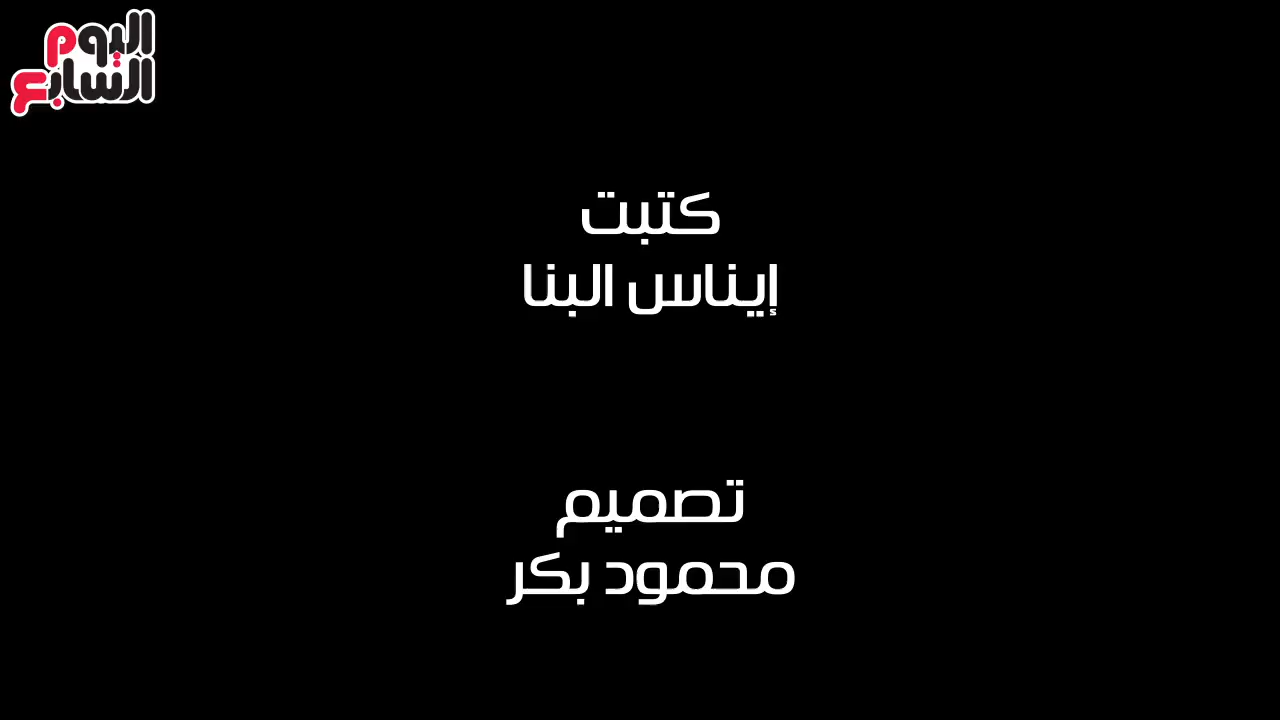 اليوم
السابع
كتبت
إيناس البنا
تصميم
محمود بكر